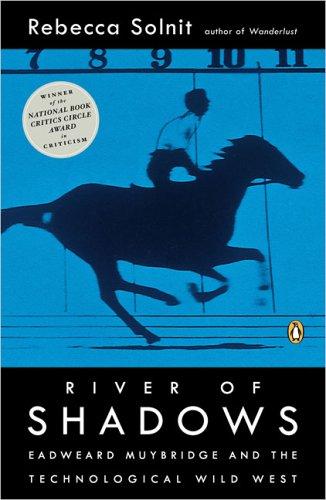 Rebecca Solnit author of Wanderlust
7 8 9 10 11
WINNER
of the
NATIONAL BOOK
CRITICS CIRCLE
AWARD
in
CRITICISM
RIVER OF
SHADOWS
EADWEARD MUYBRIDGE AND THE
TECHNOLOGICAL WILD WEST